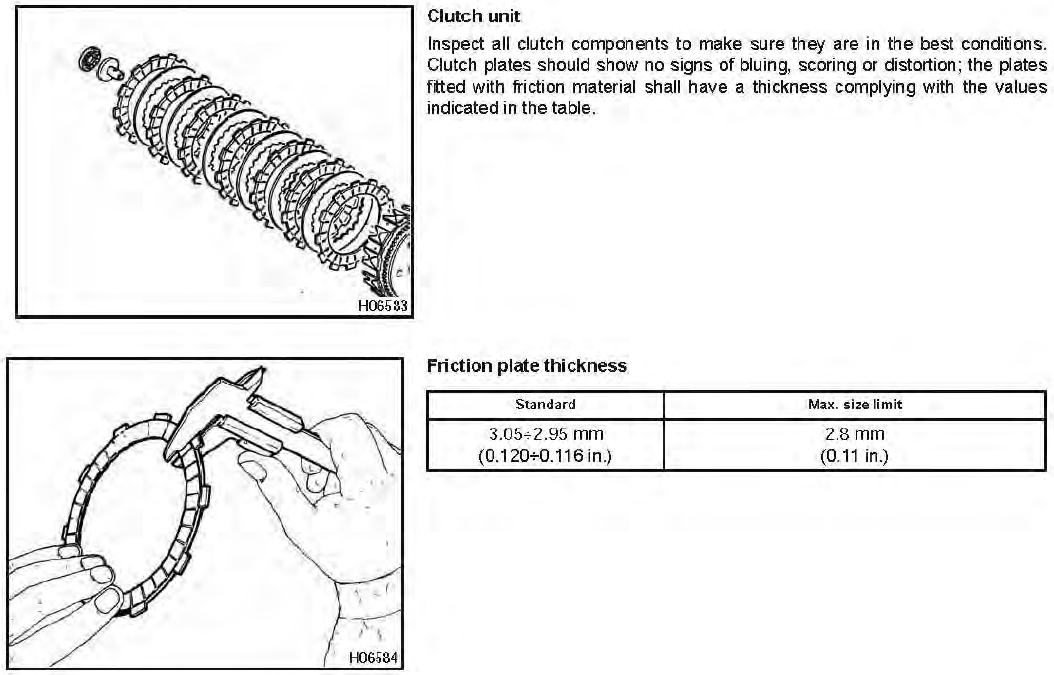 Clutch unit
Inspect all clutch components to make sure they are in the best conditions.
Clutch plates should show no signs of bluing, scoring or distortion; the plates
fitted with friction material shall have a thickness complying with the values
indicated in the table.
H06583
Friction plate thickness
Standard
Max. size limit
3.05÷2.95 mm
(0.120÷0.116 in.)
2.8 mm
(0.11 in.)
H06584